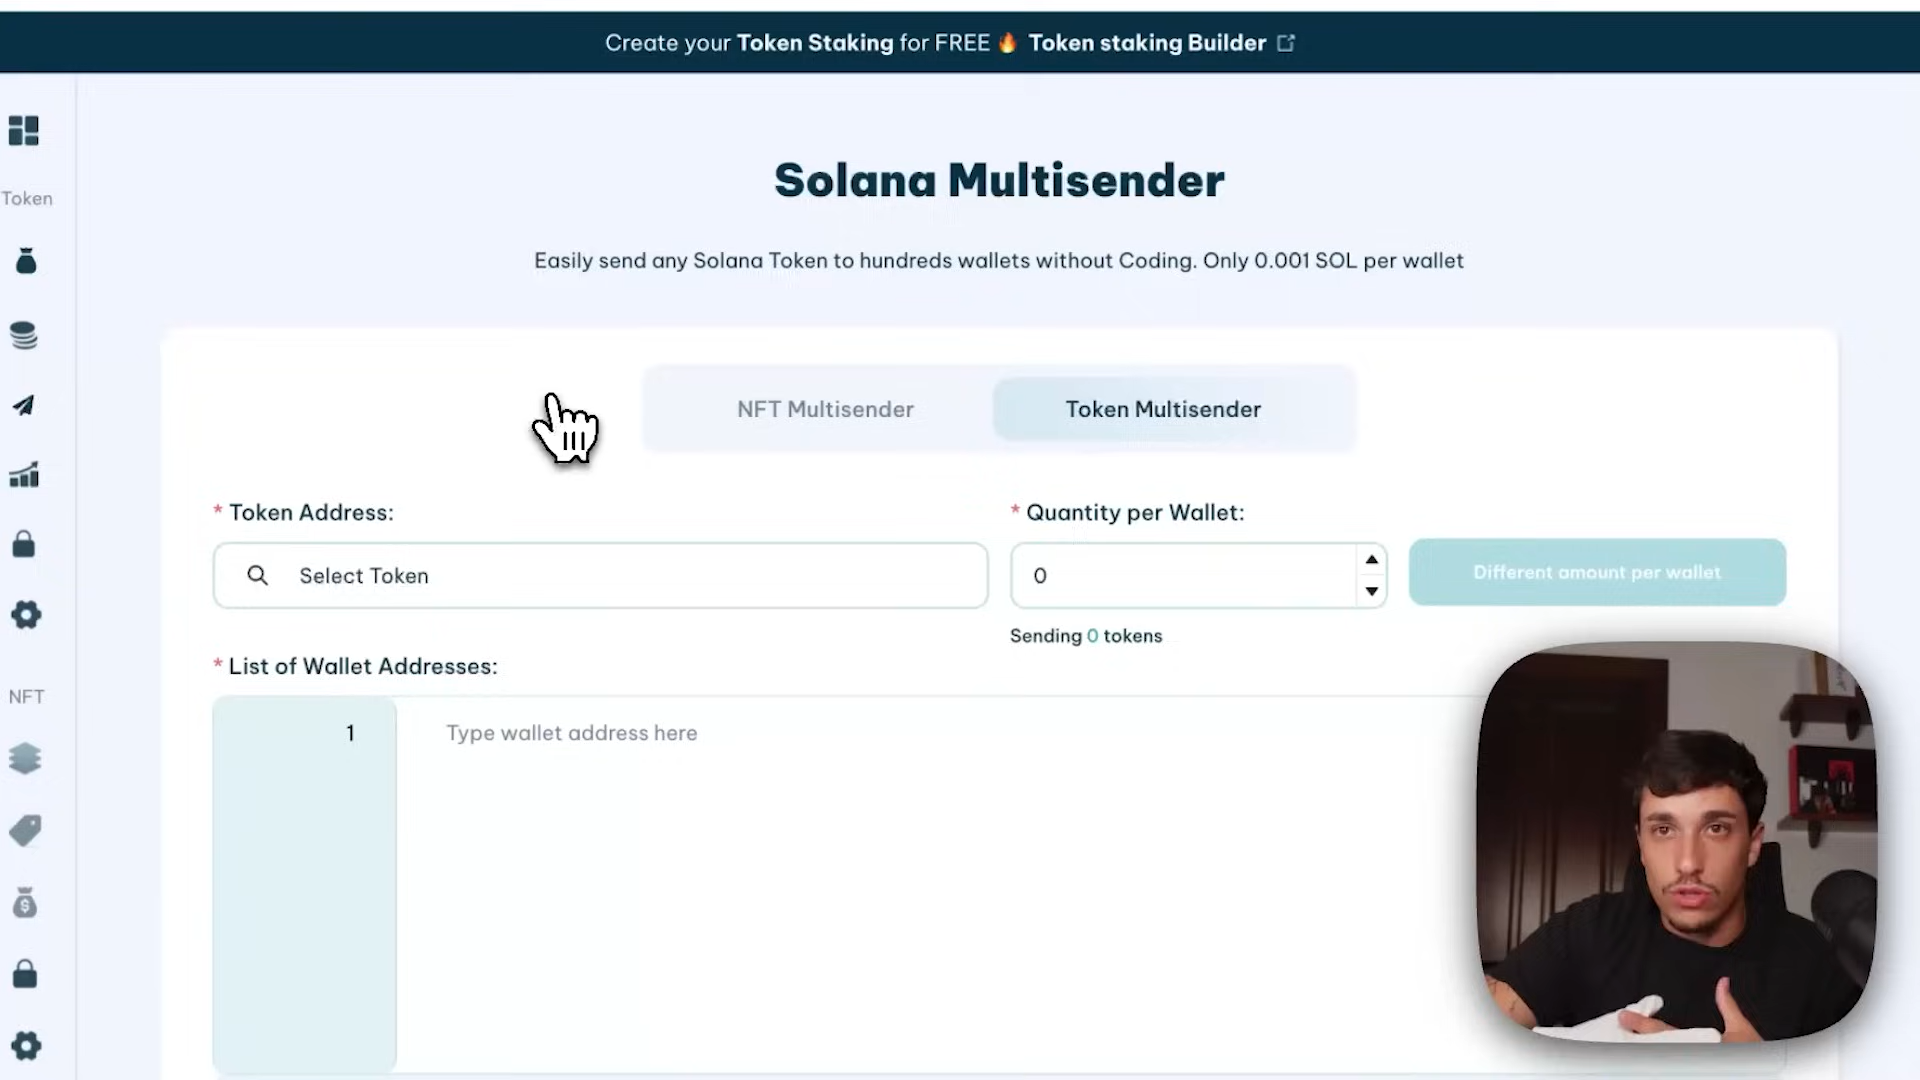 Create your Token Staking for FREE 🔥 Token staking Builder
Token
Solana Multisender
Easily send any Solana Token to hundreds wallets without Coding. Only 0.001 SOL per wallet
NFT Multisender
Token Multisender
* Token Address:
* Quantity per Wallet:
Select Token
0
Different amount per wallet
Sending 0 tokens
* List of Wallet Addresses:
NFT
1
Type wallet address here